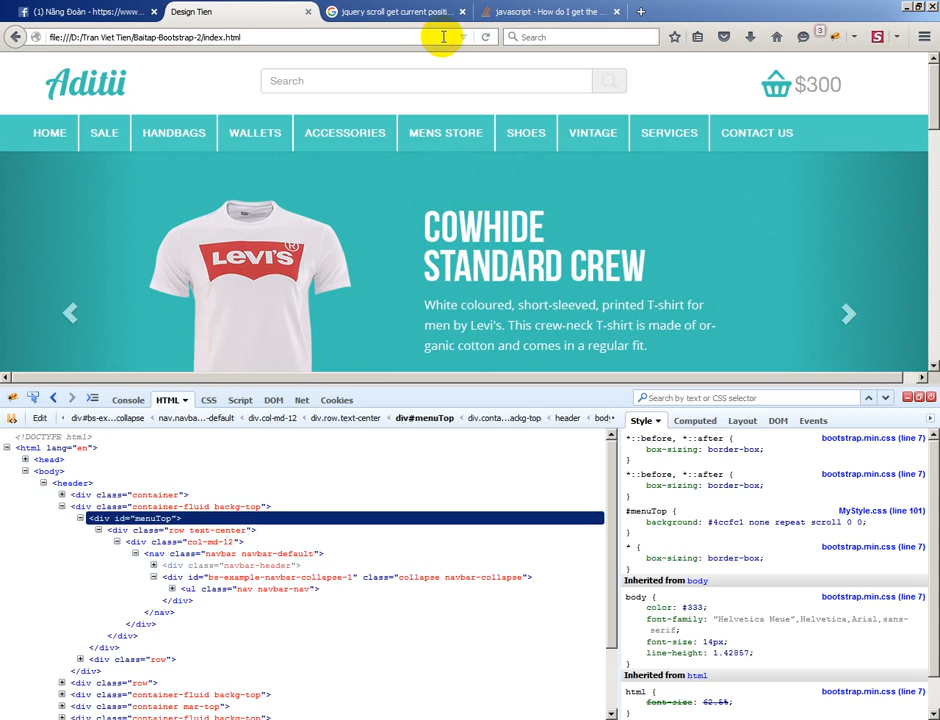 (1) Năng Đoàn - https://www....
Design Tien
jquery scroll get current positi...
javascript - How do I get the ...
file:///D:/Tran Viet Tien/Baitap-Bootstrap-2/index.html
Search
3
S
Aditii
Search
$300
HOME
SALE
HANDBAGS
WALLETS
ACCESSORIES
MENS STORE
SHOES
VINTAGE
SERVICES
CONTACT US
LEVI'S
COWHIDE
STANDARD CREW
White coloured, short-sleeved, printed T-shirt for
men by Levi's. This crew-neck T-shirt is made of or-
ganic cotton and comes in a regular fit.
Console HTML CSS Script DOM Net Cookies
Search by text or CSS selector
Edit div#bs-ex...collapse nav.navba...-default div.col-md-12 div.row.text-center div#menuTop div.conta...ackg-top header body
<!DOCTYPE html>
<html lang="en">
<head>
<body>
<header>
<div class="container">
<div class="container-fluid backg-top">
<div id="menuTop">
<div class="row text-center">
<div class="col-md-12">
<nav class="navbar navbar-default">
<div class="navbar-header">
<div id="bs-example-navbar-collapse-1" class="collapse navbar-collapse">
<ul class="nav navbar-nav">
</div>
</nav>
</div>
</div>
</div>
<div class="row">
</div>
<div class="row">
<div class="container-fluid backg-top">
<div class="container mar-top">
<div class="container-fluid backg-top">
Style Computed Layout DOM Events
*::before, *::after { bootstrap.min.css (line 7)
box-sizing: border-box;
}
*::before, *::after { bootstrap.min.css (line 7)
box-sizing: border-box;
}
#menuTop { MyStyle.css (line 101)
background: #4ccfc1 none repeat scroll 0 0;
}
* { bootstrap.min.css (line 7)
box-sizing: border-box;
}
Inherited from body
body { bootstrap.min.css (line 7)
color: #333;
font-family: "Helvetica Neue",Helvetica,Arial,sans-
serif;
font-size: 14px;
line-height: 1.42857;
}
Inherited from html
html { bootstrap.min.css (line 7)
font-size: 62.5%;
}